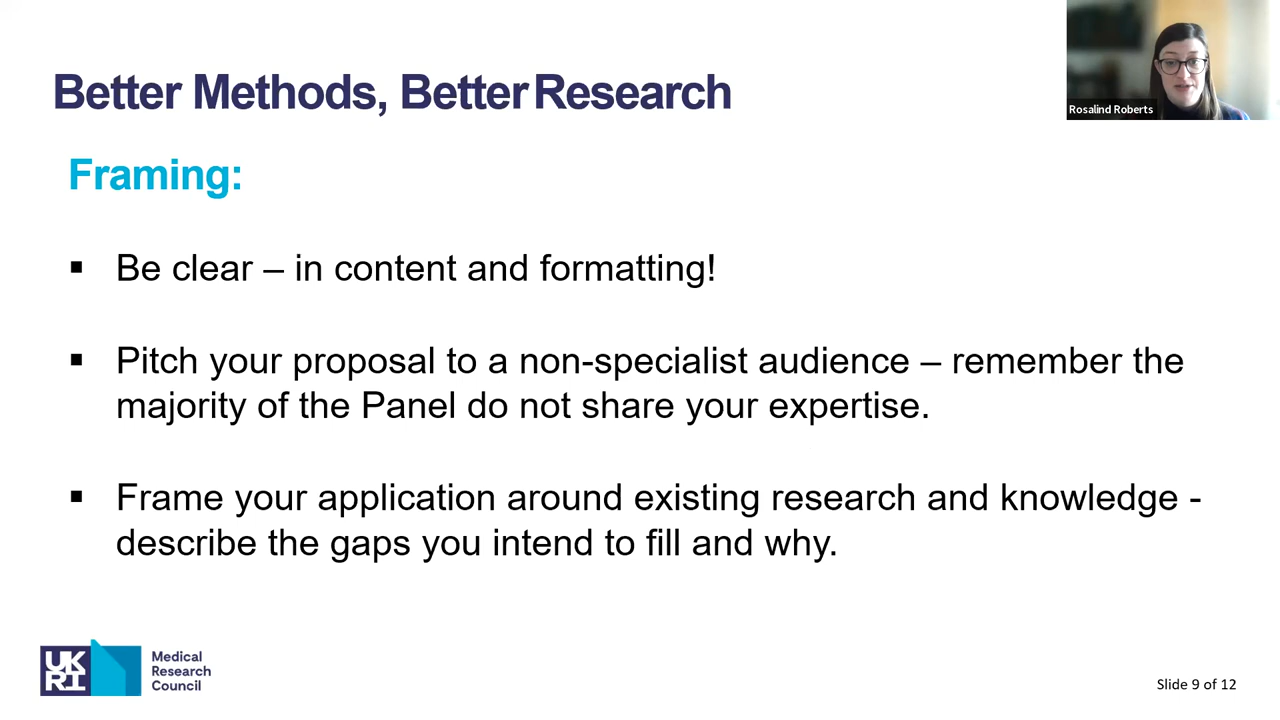 Better Methods, Better Research
Rosalind Roberts
Framing:
▪ Be clear – in content and formatting!
▪ Pitch your proposal to a non-specialist audience – remember the
majority of the Panel do not share your expertise.
▪ Frame your application around existing research and knowledge -
describe the gaps you intend to fill and why.
UK
RI
Medical
Research
Council
Slide 9 of 12